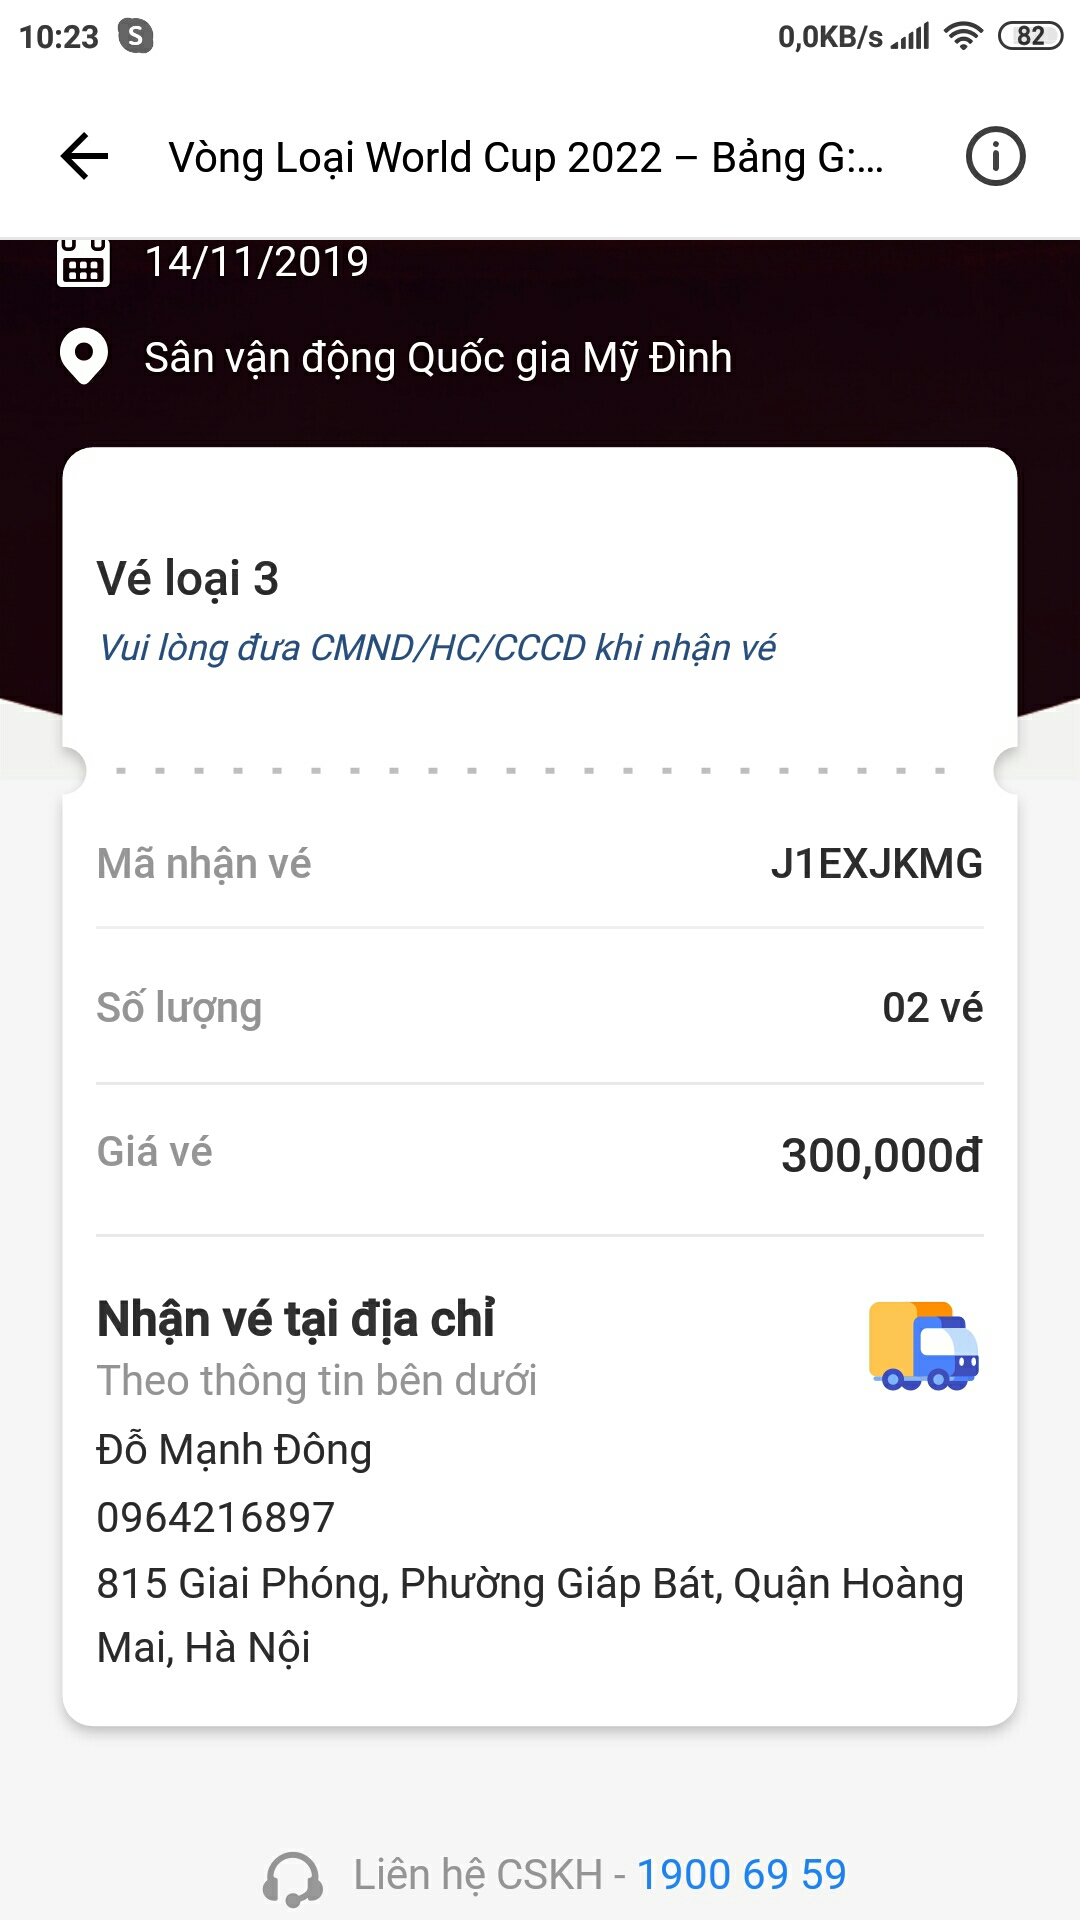 10:23 S 0,0KB/s 82
Vòng Loại World Cup 2022 – Bảng G:...
14/11/2019
Sân vận động Quốc gia Mỹ Đình
Vé loại 3
Vui lòng đưa CMND/HC/CCCD khi nhận vé
Mã nhận vé J1EXJKMG
Số lượng 02 vé
Giá vé 300,000đ
Nhận vé tại địa chỉ
Theo thông tin bên dưới
Đỗ Mạnh Đông
0964216897
815 Giai Phóng, Phường Giáp Bát, Quận Hoàng
Mai, Hà Nội
Liên hệ CSKH - 1900 69 59